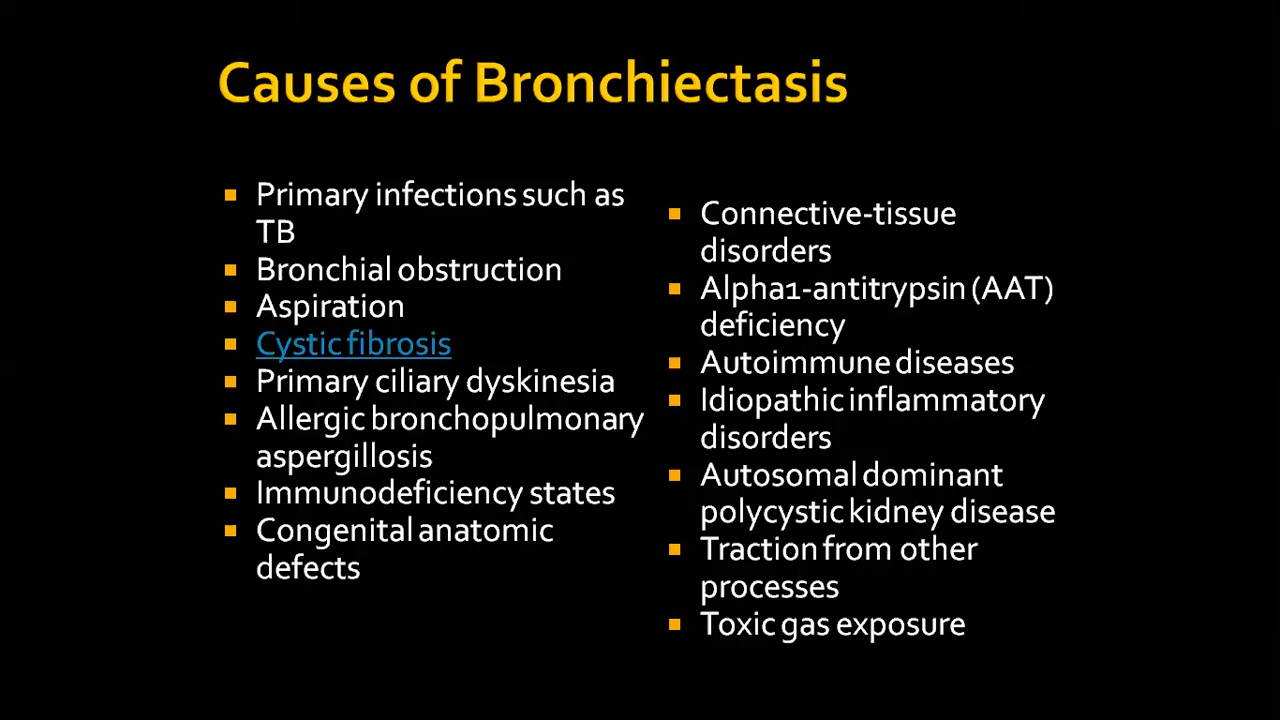 Causes of Bronchiectasis
Primary infections such as
TB
Bronchial obstruction
Aspiration
Cystic fibrosis
Primary ciliary dyskinesia
Allergic bronchopulmonary
aspergillosis
Immunodeficiency states
Congenital anatomic
defects
Connective-tissue
disorders
Alpha1-antitrypsin (AAT)
deficiency
Autoimmune diseases
Idiopathic inflammatory
disorders
Autosomal dominant
polycystic kidney disease
Traction from other
processes
Toxic gas exposure